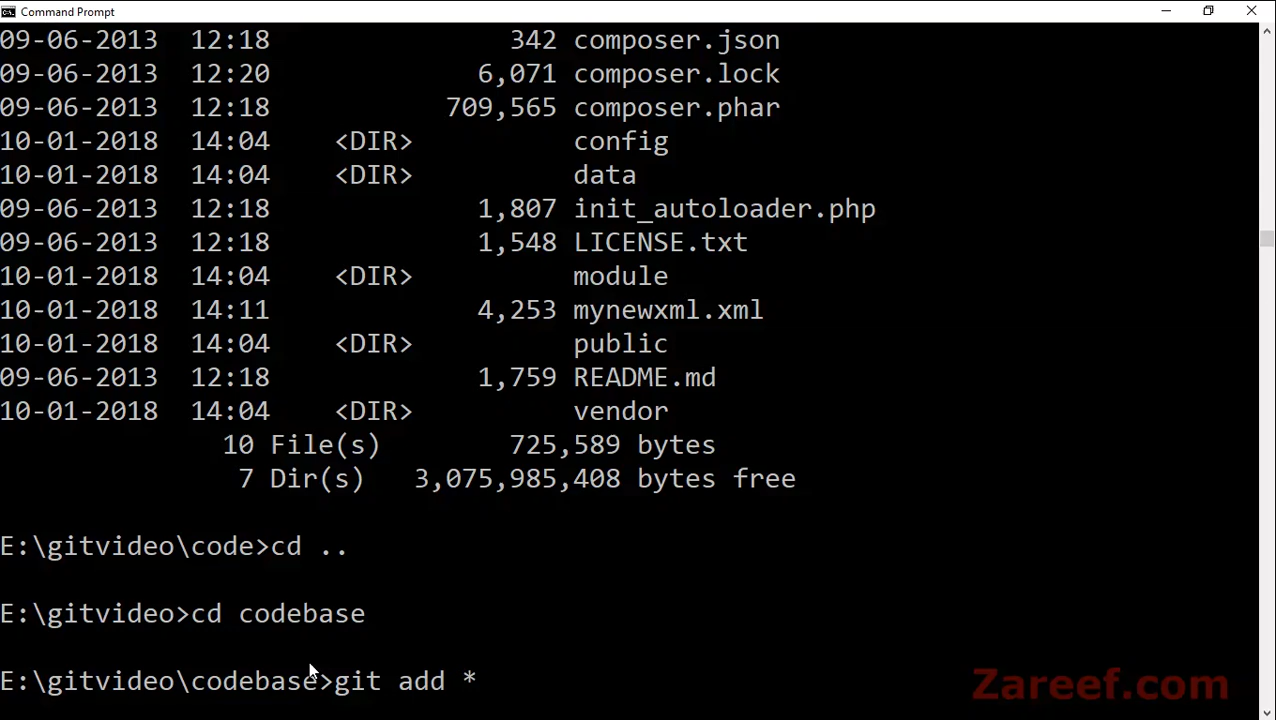 Command Prompt
09-06-2013 12:18 342 composer.json
09-06-2013 12:20 6,071 composer.lock
09-06-2013 12:18 709,565 composer.phar
10-01-2018 14:04 <DIR> config
10-01-2018 14:04 <DIR> data
09-06-2013 12:18 1,807 init_autoloader.php
09-06-2013 12:18 1,548 LICENSE.txt
10-01-2018 14:04 <DIR> module
10-01-2018 14:11 4,253 mynewxml.xml
10-01-2018 14:04 <DIR> public
09-06-2013 12:18 1,759 README.md
10-01-2018 14:04 <DIR> vendor
10 File(s) 725,589 bytes
7 Dir(s) 3,075,985,408 bytes free
E:\gitvideo\code>cd ..
E:\gitvideo>cd codebase
E:\gitvideo\codebase>git add *
Zareef.com